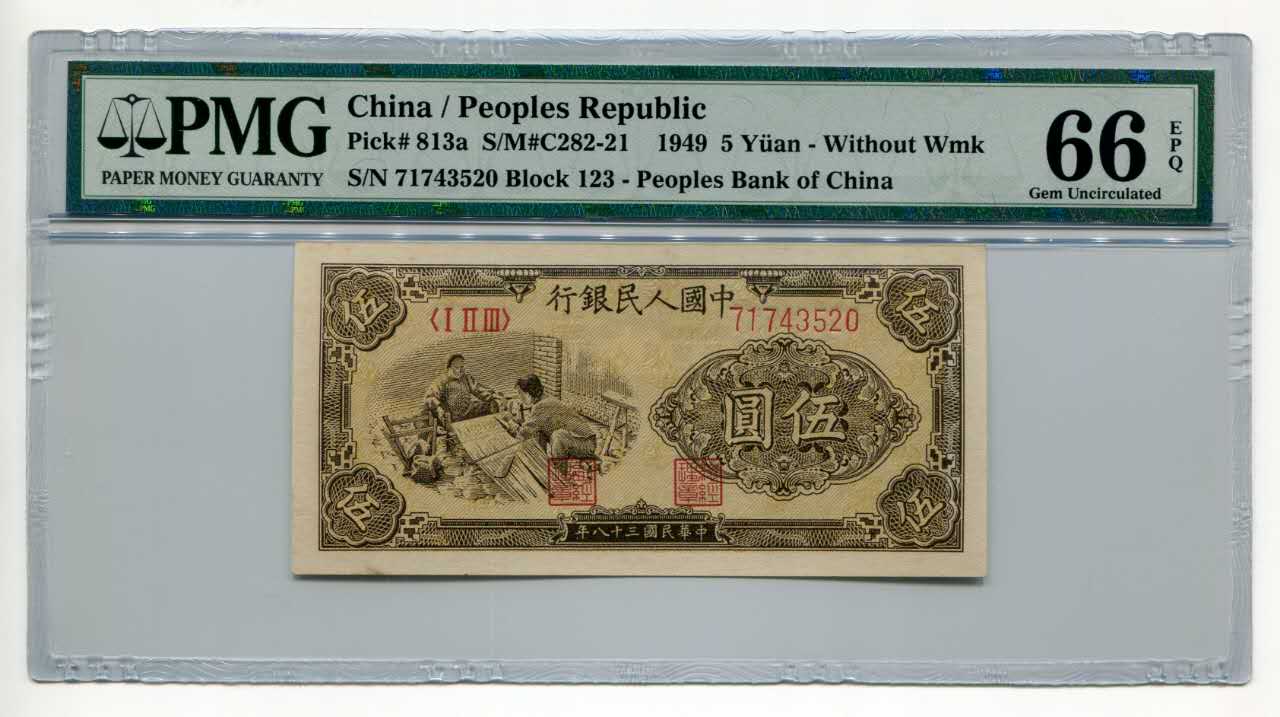 PMG
PAPER MONEY GUARANTY
China / Peoples Republic
Pick# 813a S/M#C282-21 1949 5 Yüan - Without Wmk
S/N 71743520 Block 123 - Peoples Bank of China
66
EPQ
Gem Uncirculated
行銀民人國中
〈I II III〉
71743520
伍
伍
圓伍
伍
伍
年八十三國民華中